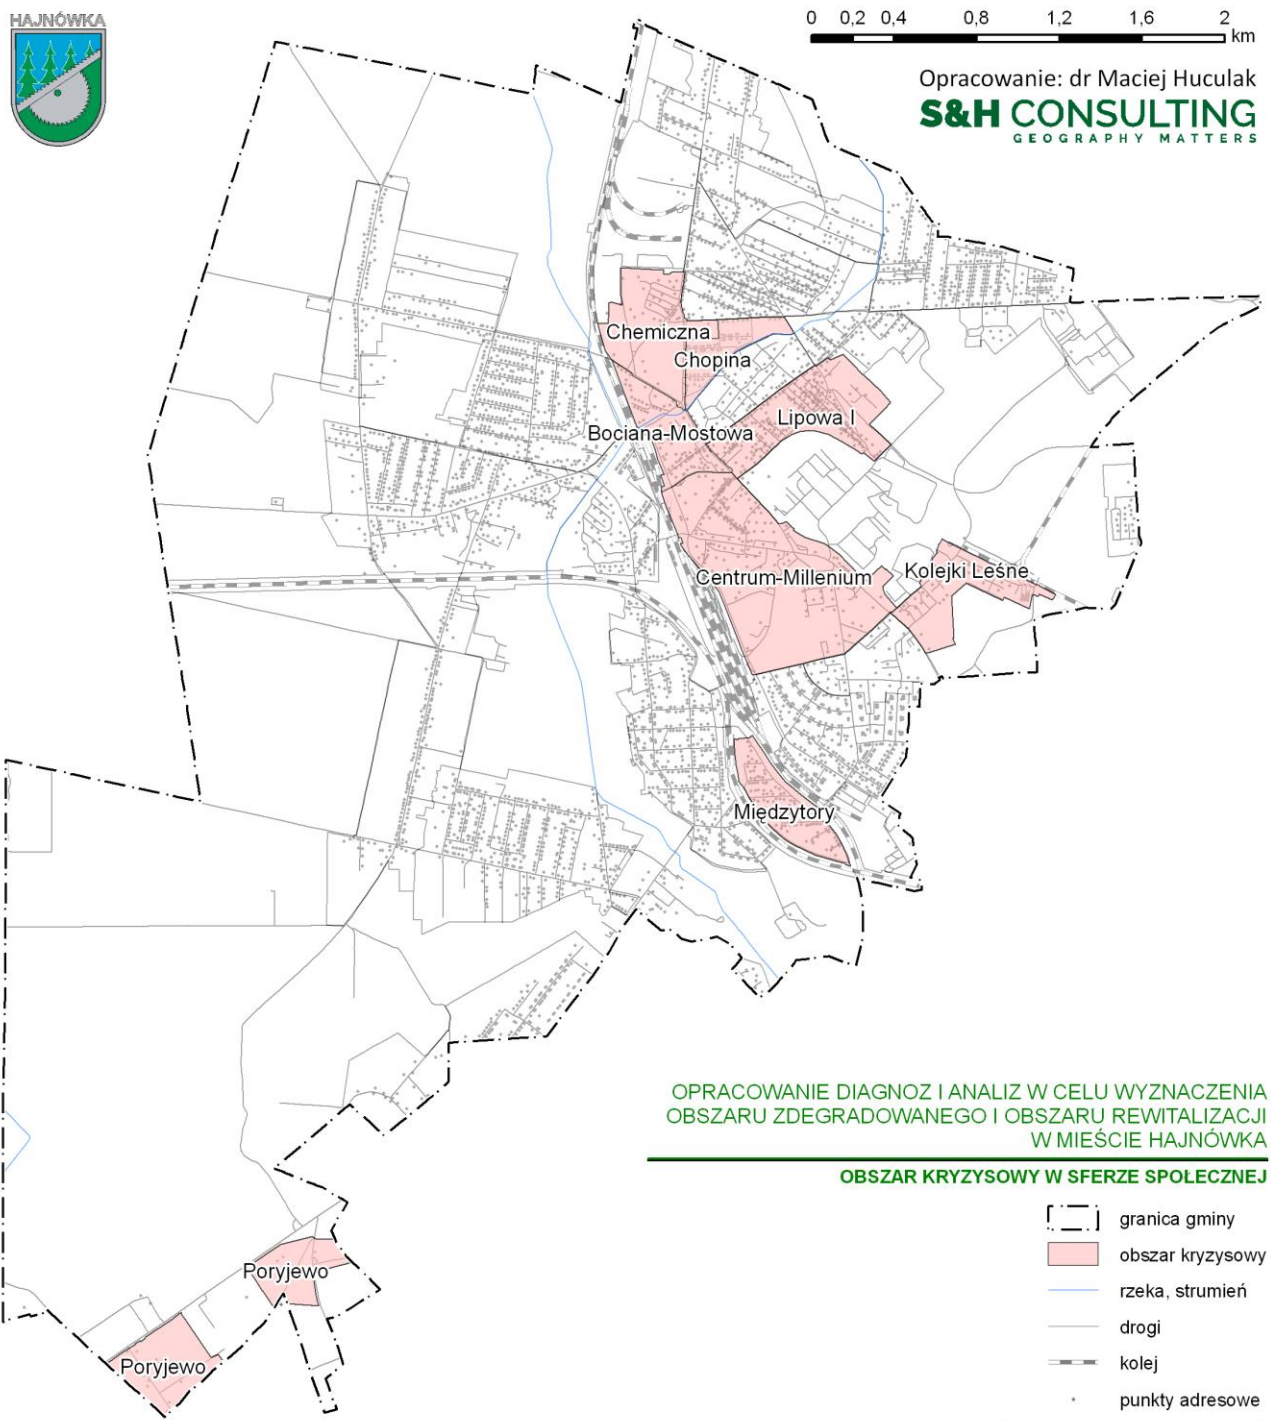 HAJNÓWKA
0 0,2 0,4 0,8 1,2 1,6 2
km
Opracowanie: dr Maciej Huculak
S&H CONSULTING
GEOGRAPHY MATTERS
Chemiczna
Chopina
Lipowa I
Bociana-Mostowa
Kolejki Leśne
Centrum-Millenium
Międzytory
OPRACOWANIE DIAGNOZ I ANALIZ W CELU WYZNACZENIA
OBSZARU ZDEGRADOWANEGO I OBSZARU REWITALIZACJI
W MIEŚCIE HAJNÓWKA
OBSZAR KRYZYSOWY W SFERZE SPOŁECZNEJ
granica gminy
obszar kryzysowy
rzeka, strumień
drogi
kolej
punkty adresowe
Poryjewo
Poryjewo